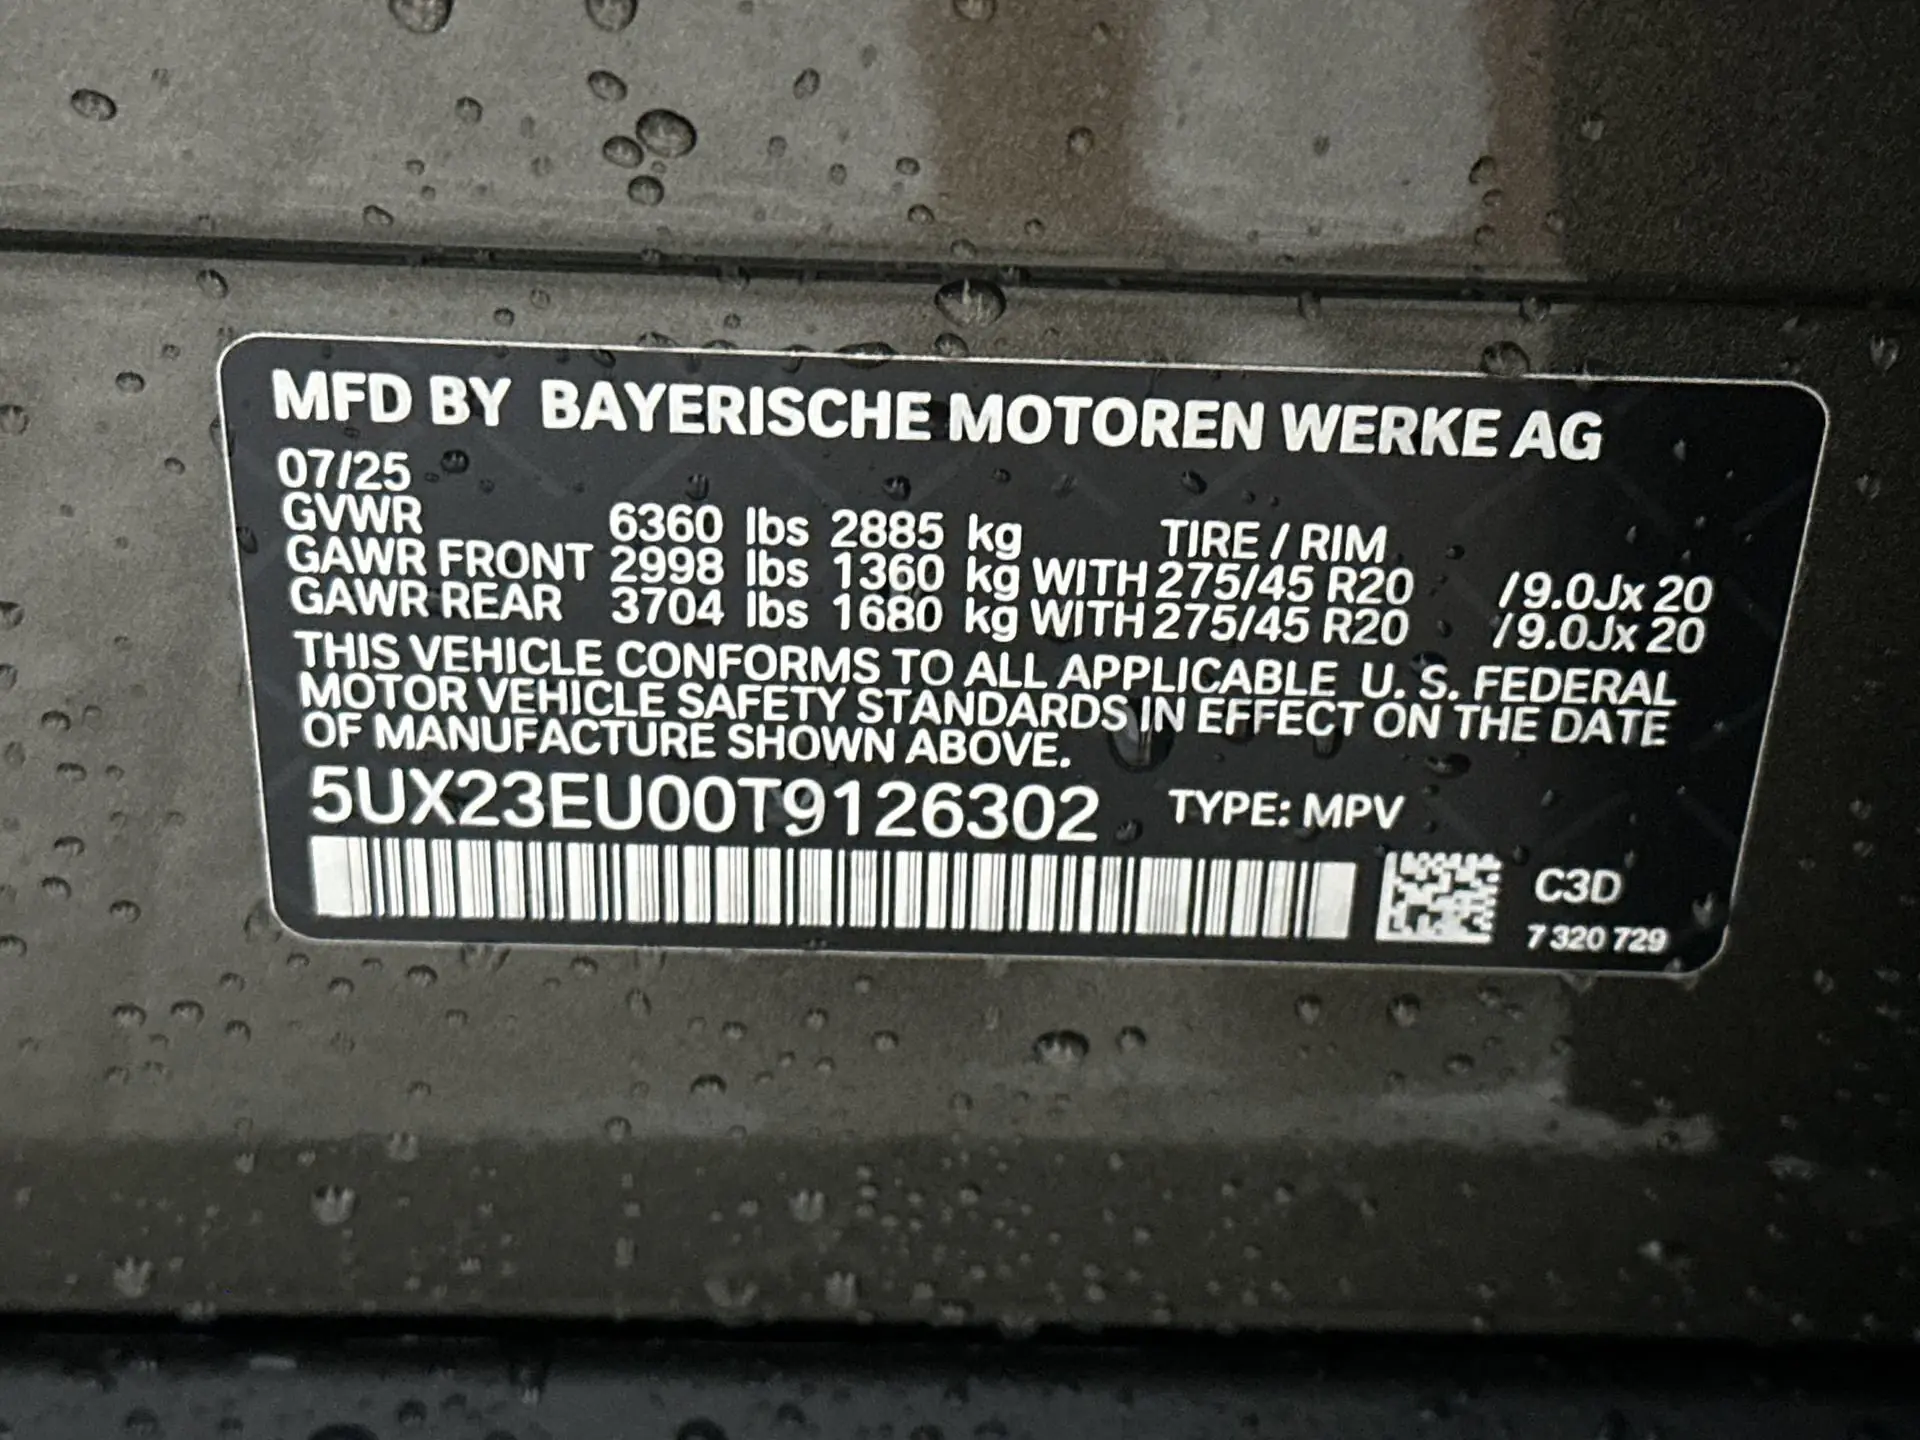 MFD BY BAYERISCHE MOTOREN WERKE AG
07/25
GVWR 6360 lbs 2885 kg TIRE / RIM
GAWR FRONT 2998 lbs 1360 kg WITH 275/45 R20 /9.0Jx 20
GAWR REAR 3704 lbs 1680 kg WITH 275/45 R20 /9.0Jx 20
THIS VEHICLE CONFORMS TO ALL APPLICABLE U. S. FEDERAL
MOTOR VEHICLE SAFETY STANDARDS IN EFFECT ON THE DATE
OF MANUFACTURE SHOWN ABOVE.
5UX23EU00T9126302 TYPE: MPV
C3D
7 320 729